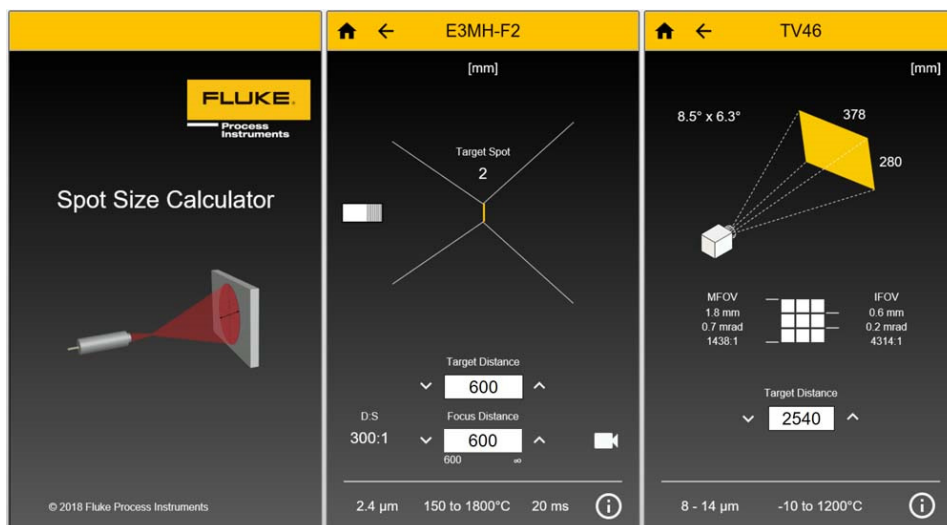 FLUKE®
Process
Instruments
Spot Size Calculator
© 2018 Fluke Process Instruments
E3MH-F2
[mm]
Target Spot
2
Target Distance
600
D:S
Focus Distance
300:1
600
600 ∞
2.4 µm 150 to 1800°C 20 ms
TV46
[mm]
8.5° x 6.3°
378
280
MFOV
1.8 mm
0.7 mrad
1438:1
IFOV
0.6 mm
0.2 mrad
4314:1
Target Distance
2540
8 - 14 µm -10 to 1200°C